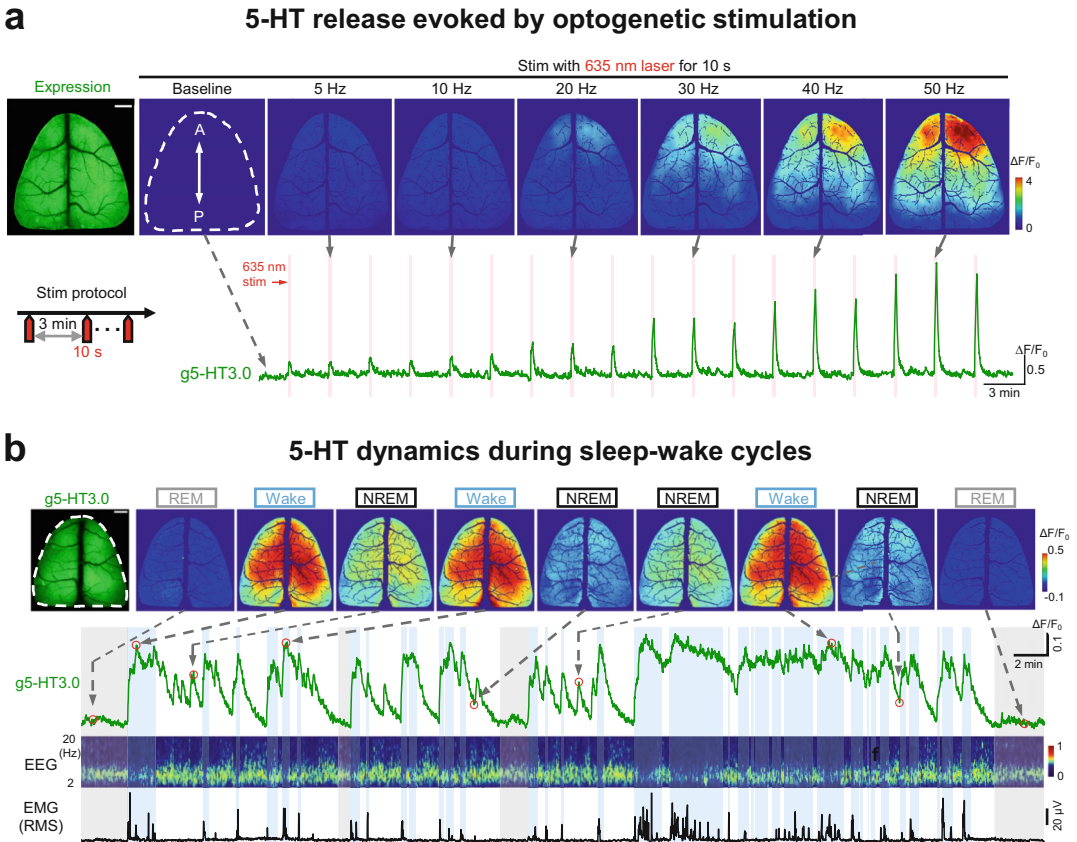 a
5-HT release evoked by optogenetic stimulation
Stim with 635 nm laser for 10 s
Expression
Baseline
5 Hz
10 Hz
20 Hz
30 Hz
40 Hz
50 Hz
A
P
ΔF/F0
4
0
635 nm
stim
Stim protocol
3 min
10 s
g5-HT3.0
ΔF/F0
0.5
3 min
b
5-HT dynamics during sleep-wake cycles
g5-HT3.0
REM
Wake
NREM
Wake
NREM
NREM
Wake
NREM
REM
ΔF/F0
0.5
-0.1
ΔF/F0
0.1
2 min
g5-HT3.0
20
(Hz)
EEG
2
f
1
0
EMG
(RMS)
20 μV